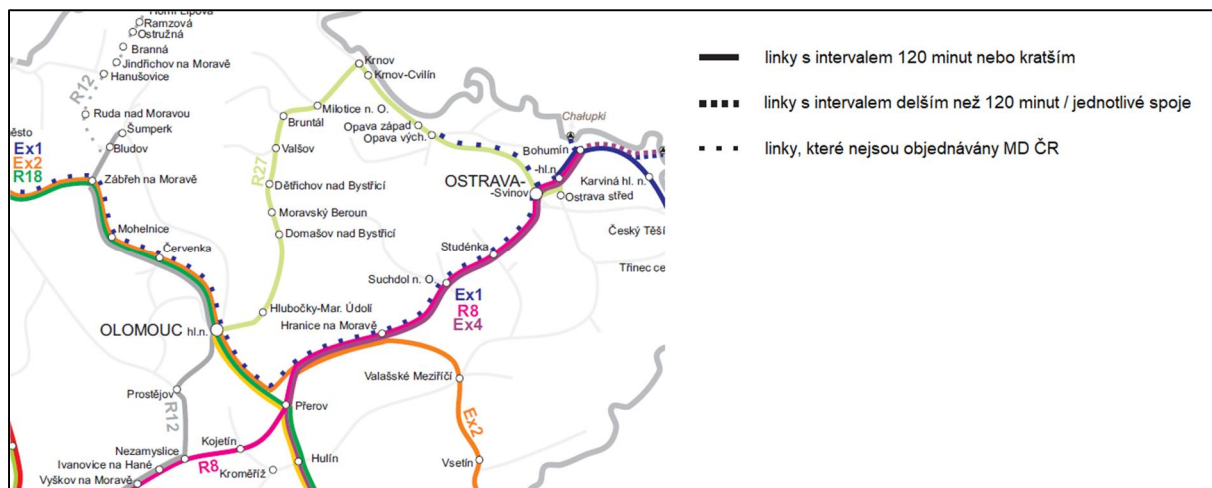 Horní Lipová
Ramzová
Ostružná
Branná
Jindřichov na Moravě
Hanušovice
R12
Ruda nad Moravou
Šumperk
Bludov
ěsto
Ex1
Ex2
R18
Zábřeh na Moravě
Mohelnice
Červenka
OLOMOUC hl.n.
Prostějov
R12
Nezamyslice
Ivanovice na Hané
Vyškov na Moravě
R8
Kojetín
Kroměříž
Přerov
Hulín
Krnov
Krnov-Cvilín
Milotice n. O.
Bruntál
Valšov
R27
Dětřichov nad Bystřicí
Moravský Beroun
Domašov nad Bystřicí
Hlubočky-Mar. Údolí
Opava západ
Opava vých.
Chałupki
Bohumín
-hl.n.
OSTRAVA-
-Svinov
Ostrava střed
Karviná hl. n.
Český Těší
Třinec ce
Studénka
Suchdol n. O.
Ex1
R8
Ex4
Hranice na Moravě
Valašské Meziříčí
Ex2
Vsetín
linky s intervalem 120 minut nebo kratším
linky s intervalem delším než 120 minut / jednotlivé spoje
linky, které nejsou objednávány MD ČR